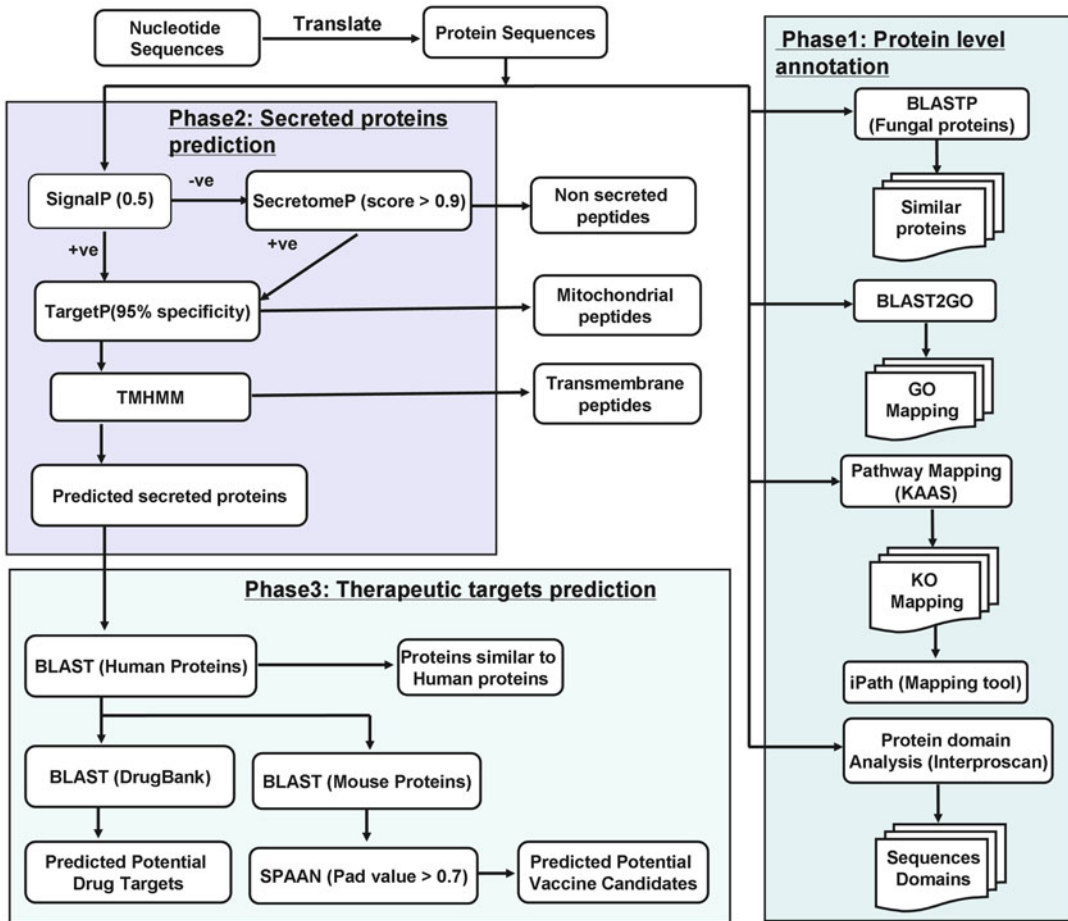 Nucleotide
Sequences
Translate
Protein Sequences
Phase1: Protein level
annotation
BLASTP
(Fungal proteins)
Similar
proteins
BLAST2GO
GO
Mapping
Pathway Mapping
(KAAS)
KO
Mapping
iPath (Mapping tool)
Protein domain
Analysis (Interproscan)
Sequences
Domains
Phase2: Secreted proteins
prediction
SignalP (0.5)
-ve
SecretomeP (score > 0.9)
Non secreted
peptides
+ve
+ve
TargetP(95% specificity)
Mitochondrial
peptides
TMHMM
Transmembrane
peptides
Predicted secreted proteins
Phase3: Therapeutic targets prediction
BLAST (Human Proteins)
Proteins similar to
Human proteins
BLAST (DrugBank)
BLAST (Mouse Proteins)
Predicted Potential
Drug Targets
SPAAN (Pad value > 0.7)
Predicted Potential
Vaccine Candidates